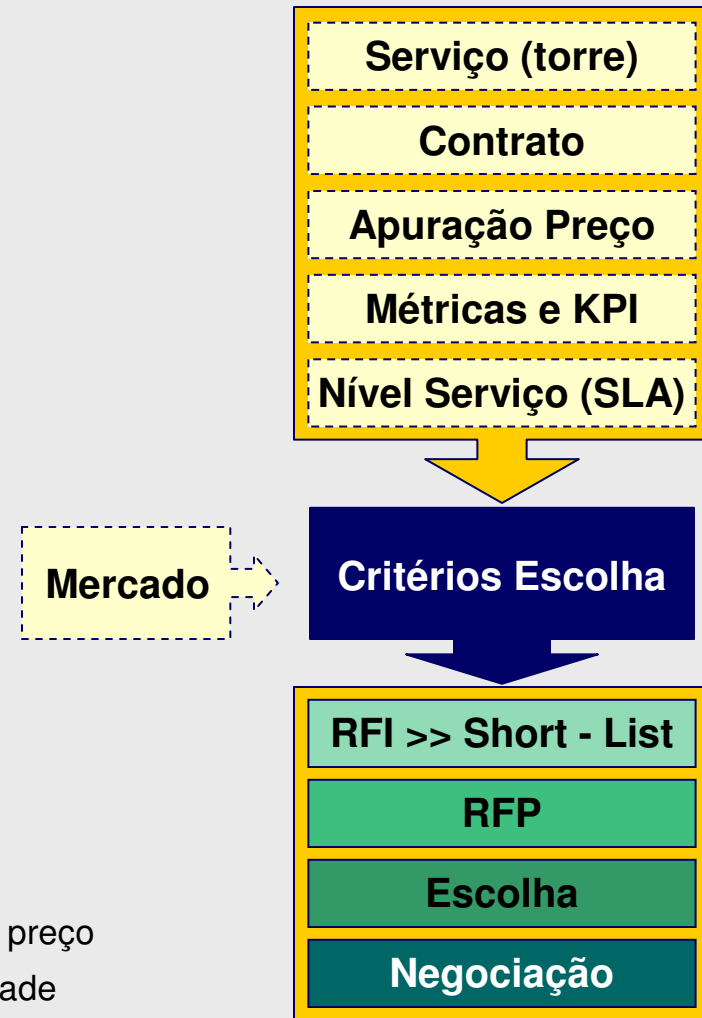 Serviço (torre)
Contrato
Apuração Preço
Métricas e KPI
Nível Serviço (SLA)
Mercado
Critérios Escolha
RFI >> Short - List
RFP
Escolha
Negociação
preço
ade